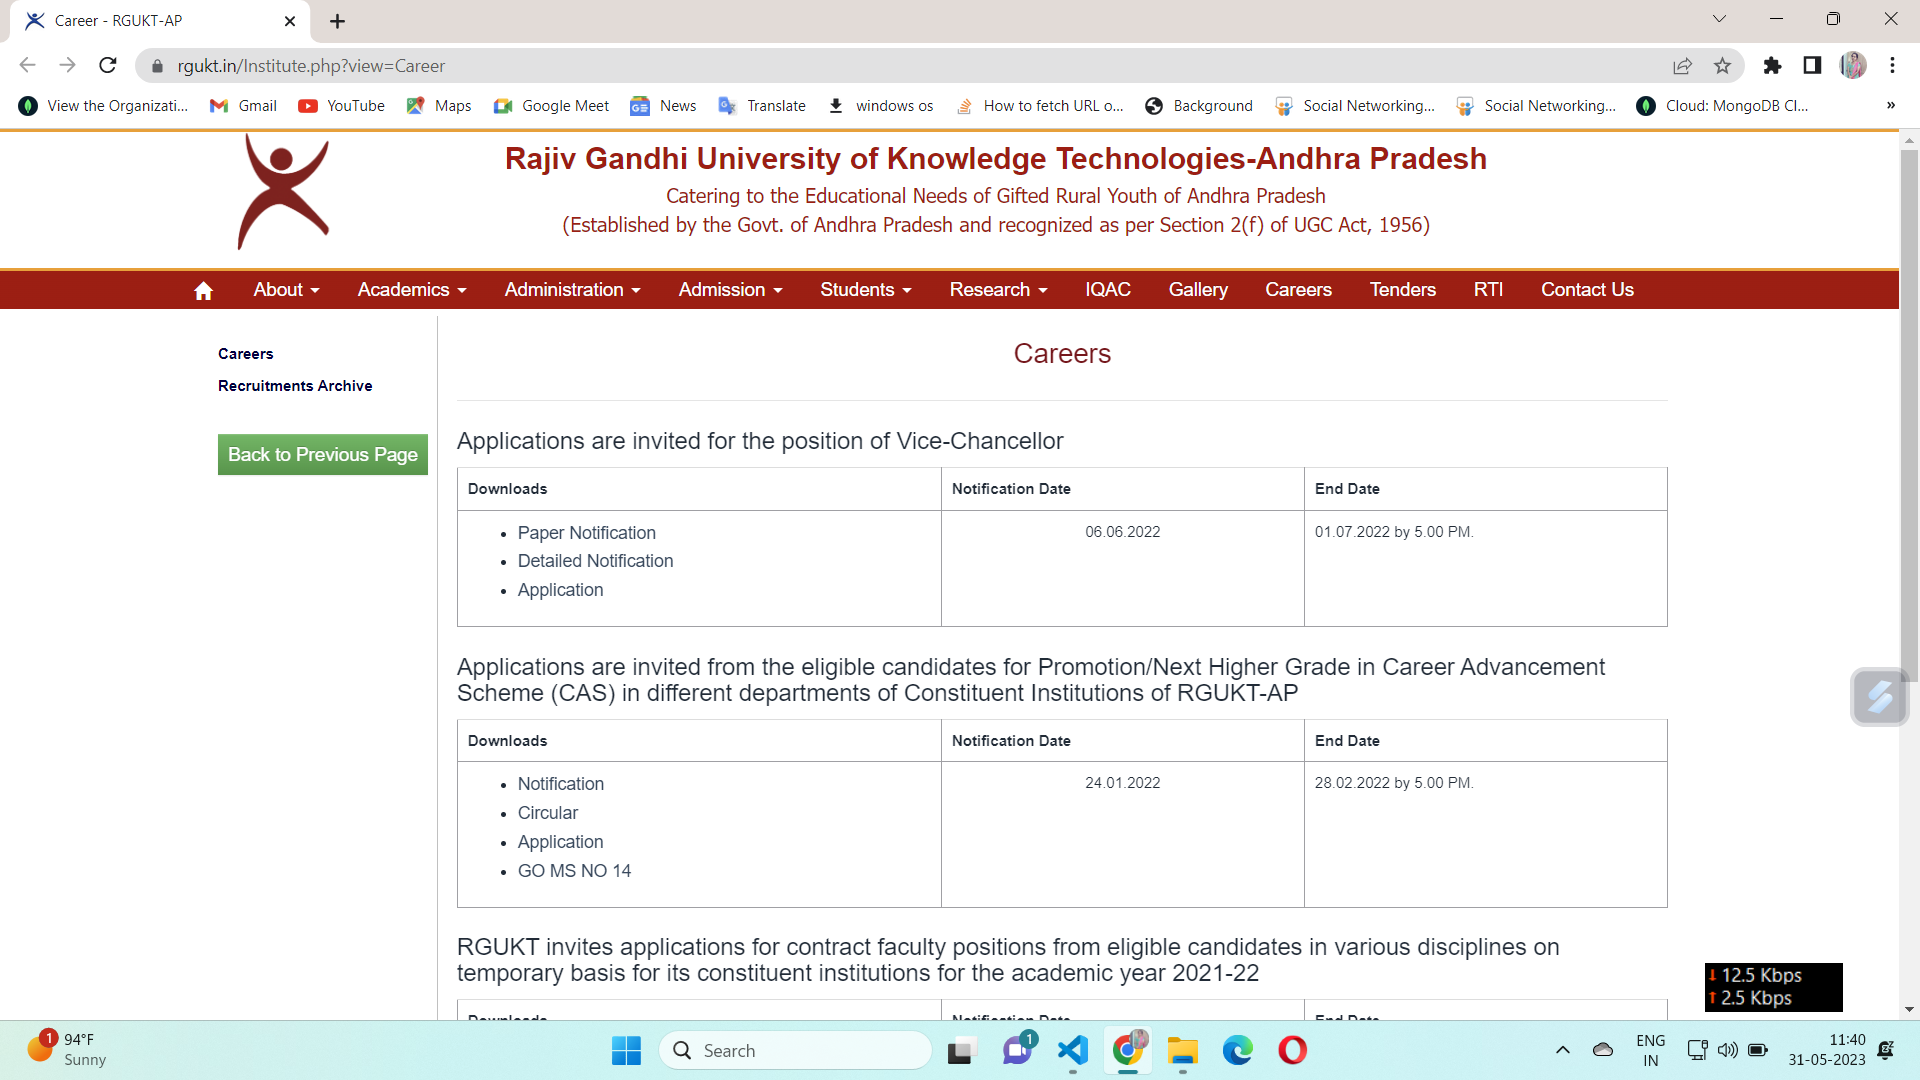 Career - RGUKT-AP
rgukt.in/Institute.php?view=Career
View the Organizati... Gmail YouTube Maps Google Meet News Translate windows os How to fetch URL o... Background Social Networking... Social Networking... Cloud: MongoDB Cl... »
Rajiv Gandhi University of Knowledge Technologies-Andhra Pradesh
Catering to the Educational Needs of Gifted Rural Youth of Andhra Pradesh
(Established by the Govt. of Andhra Pradesh and recognized as per Section 2(f) of UGC Act, 1956)
About Academics Administration Admission Students Research IQAC Gallery Careers Tenders RTI Contact Us
Careers
Recruitments Archive
Back to Previous Page
Careers
Applications are invited for the position of Vice-Chancellor
Downloads Notification Date End Date
• Paper Notification 06.06.2022 01.07.2022 by 5.00 PM.
• Detailed Notification
• Application
Applications are invited from the eligible candidates for Promotion/Next Higher Grade in Career Advancement
Scheme (CAS) in different departments of Constituent Institutions of RGUKT-AP
Downloads Notification Date End Date
• Notification 24.01.2022 28.02.2022 by 5.00 PM.
• Circular
• Application
• GO MS NO 14
RGUKT invites applications for contract faculty positions from eligible candidates in various disciplines on
temporary basis for its constituent institutions for the academic year 2021-22
Downloads Notification Date End Date
12.5 Kbps
2.5 Kbps
1
94°F
Sunny
Search
1
ENG
IN
11:40
31-05-2023